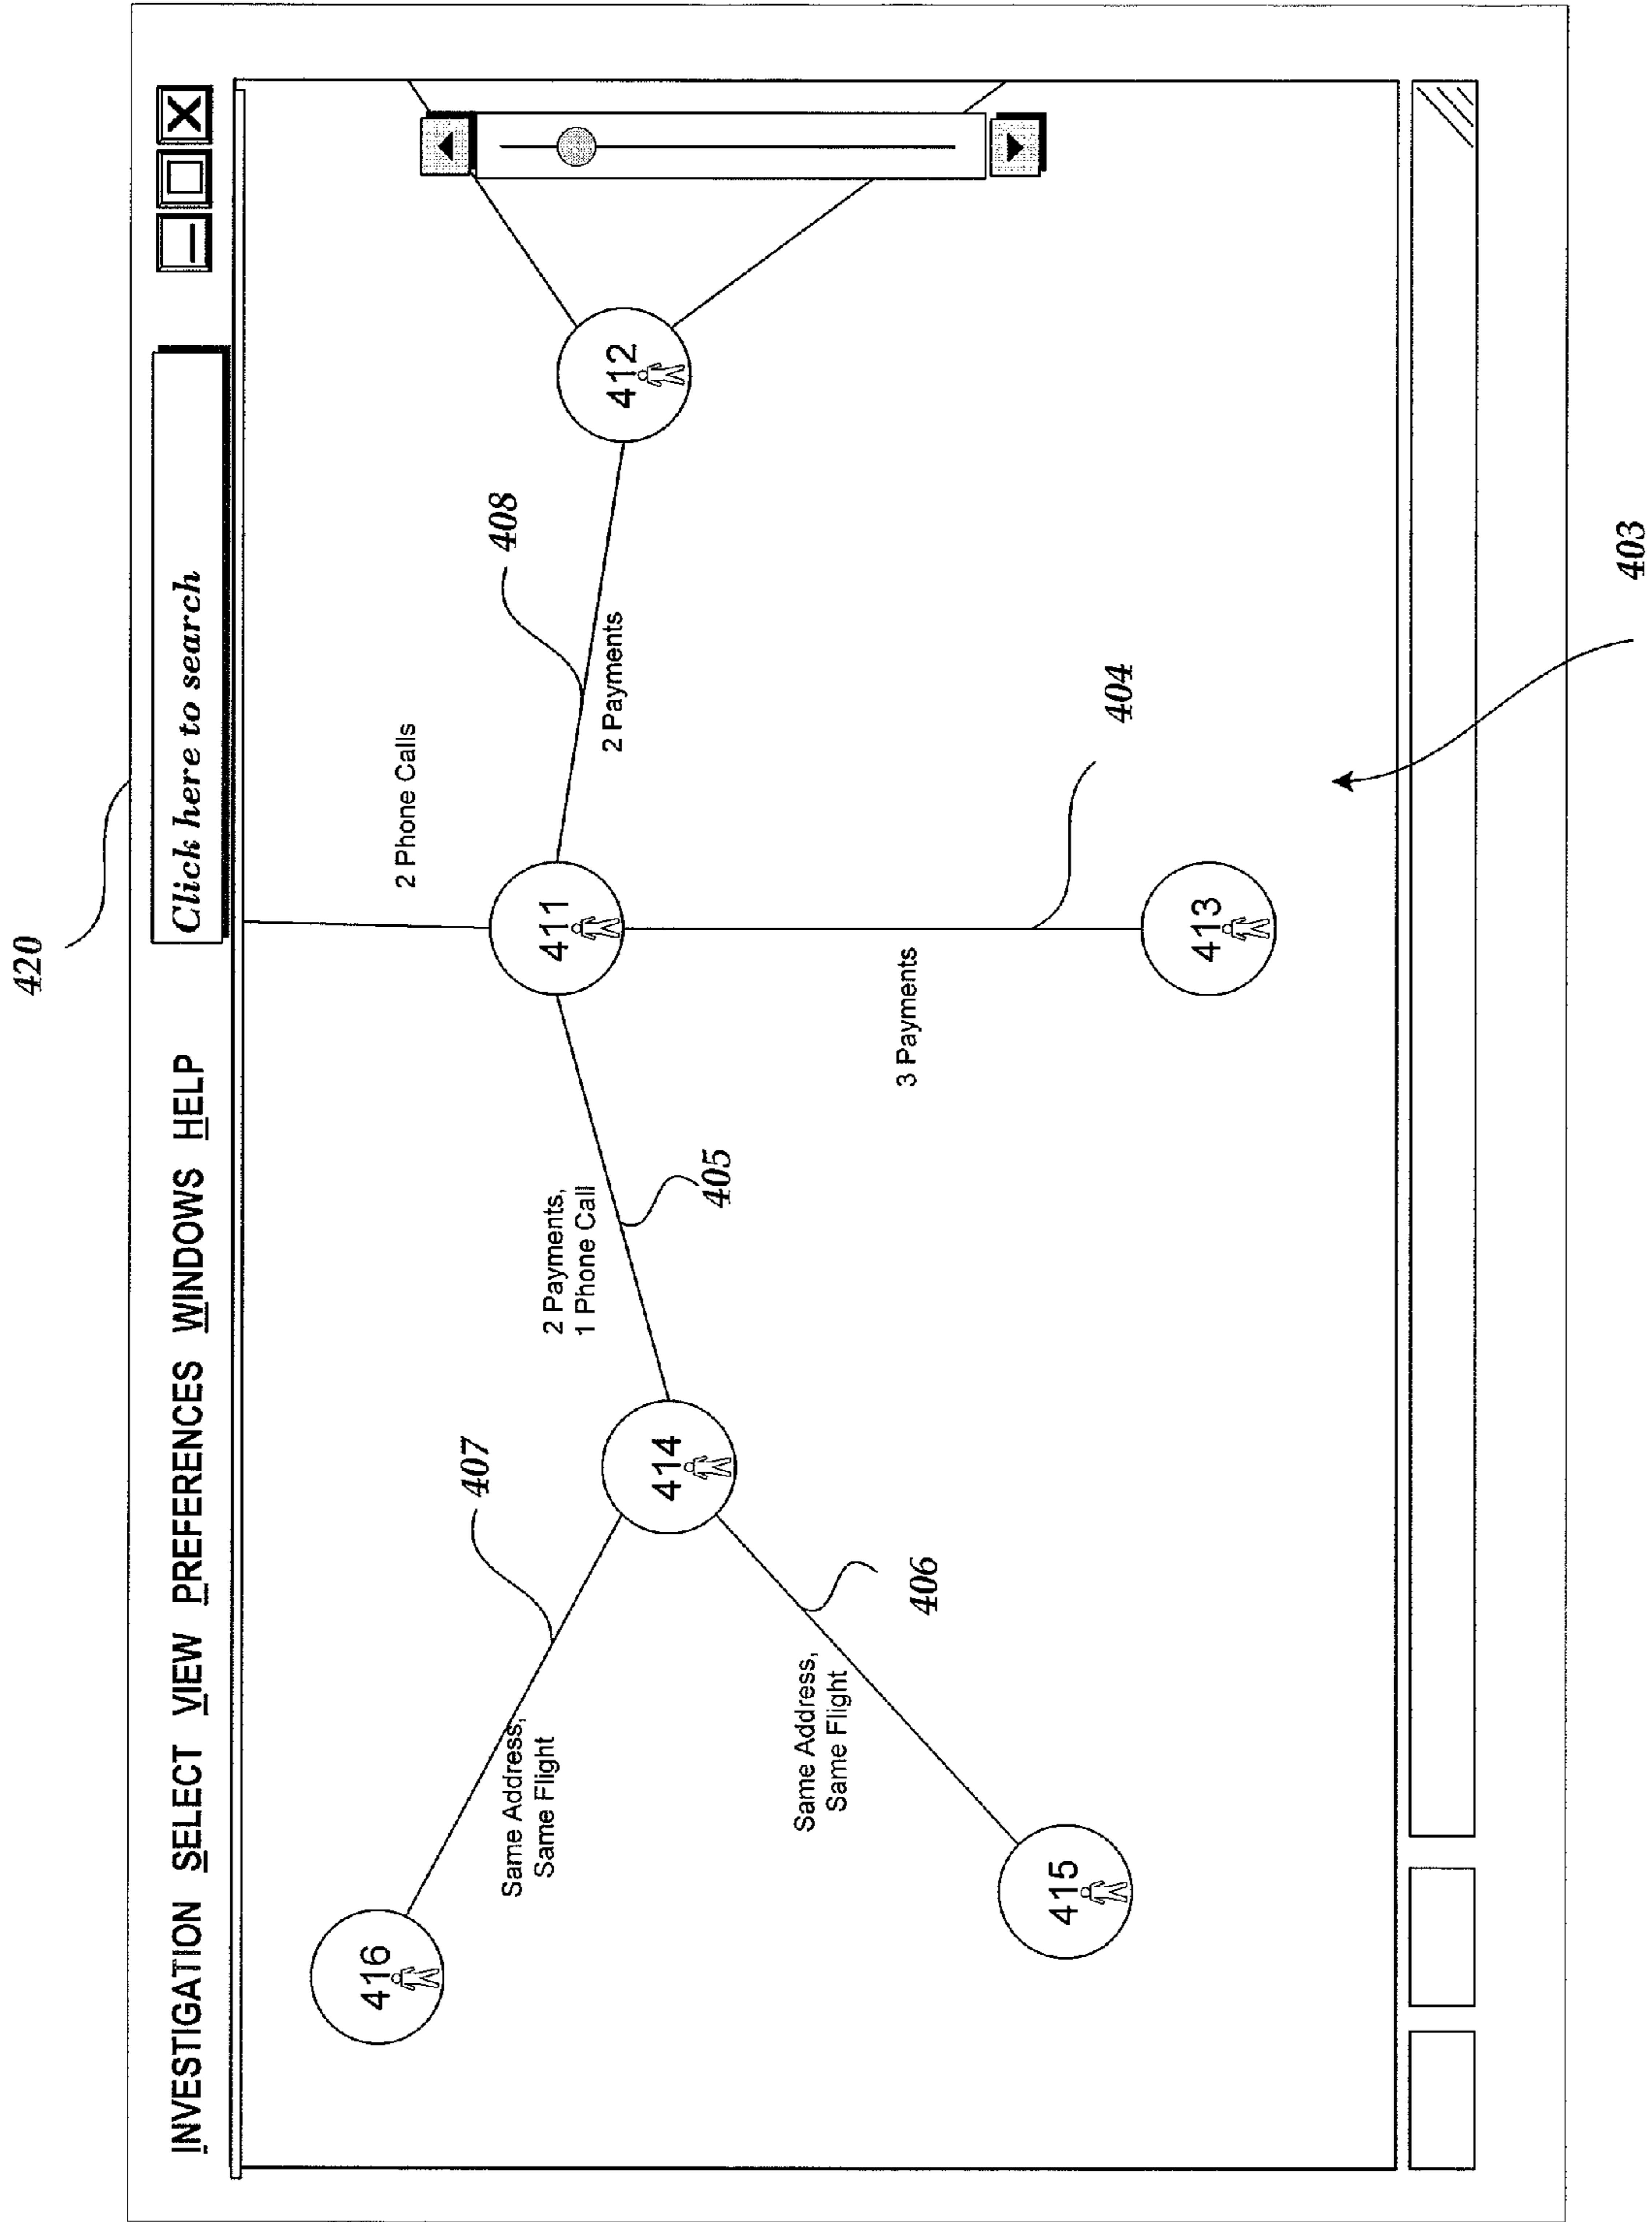 420
INVESTIGATION SELECT VIEW PREFERENCES WINDOWS HELP
Click here to search
2 Phone Calls
416
407
408
411
412
2 Payments,
1 Phone Call
2 Payments
Same Address,
Same Flight
414
405
Same Address,
Same Flight
406
3 Payments
404
415
413
403